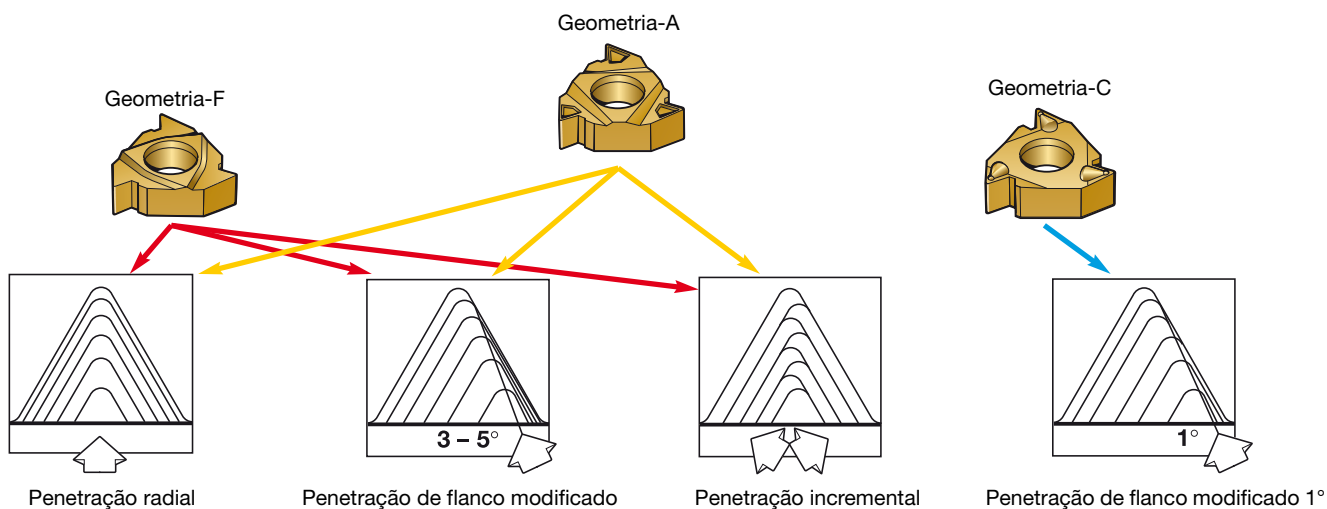 Geometria-A
Geometria-F
Geometria-C
3 – 5°
1°
Penetração radial
Penetração de flanco modificado
Penetração incremental
Penetração de flanco modificado 1°